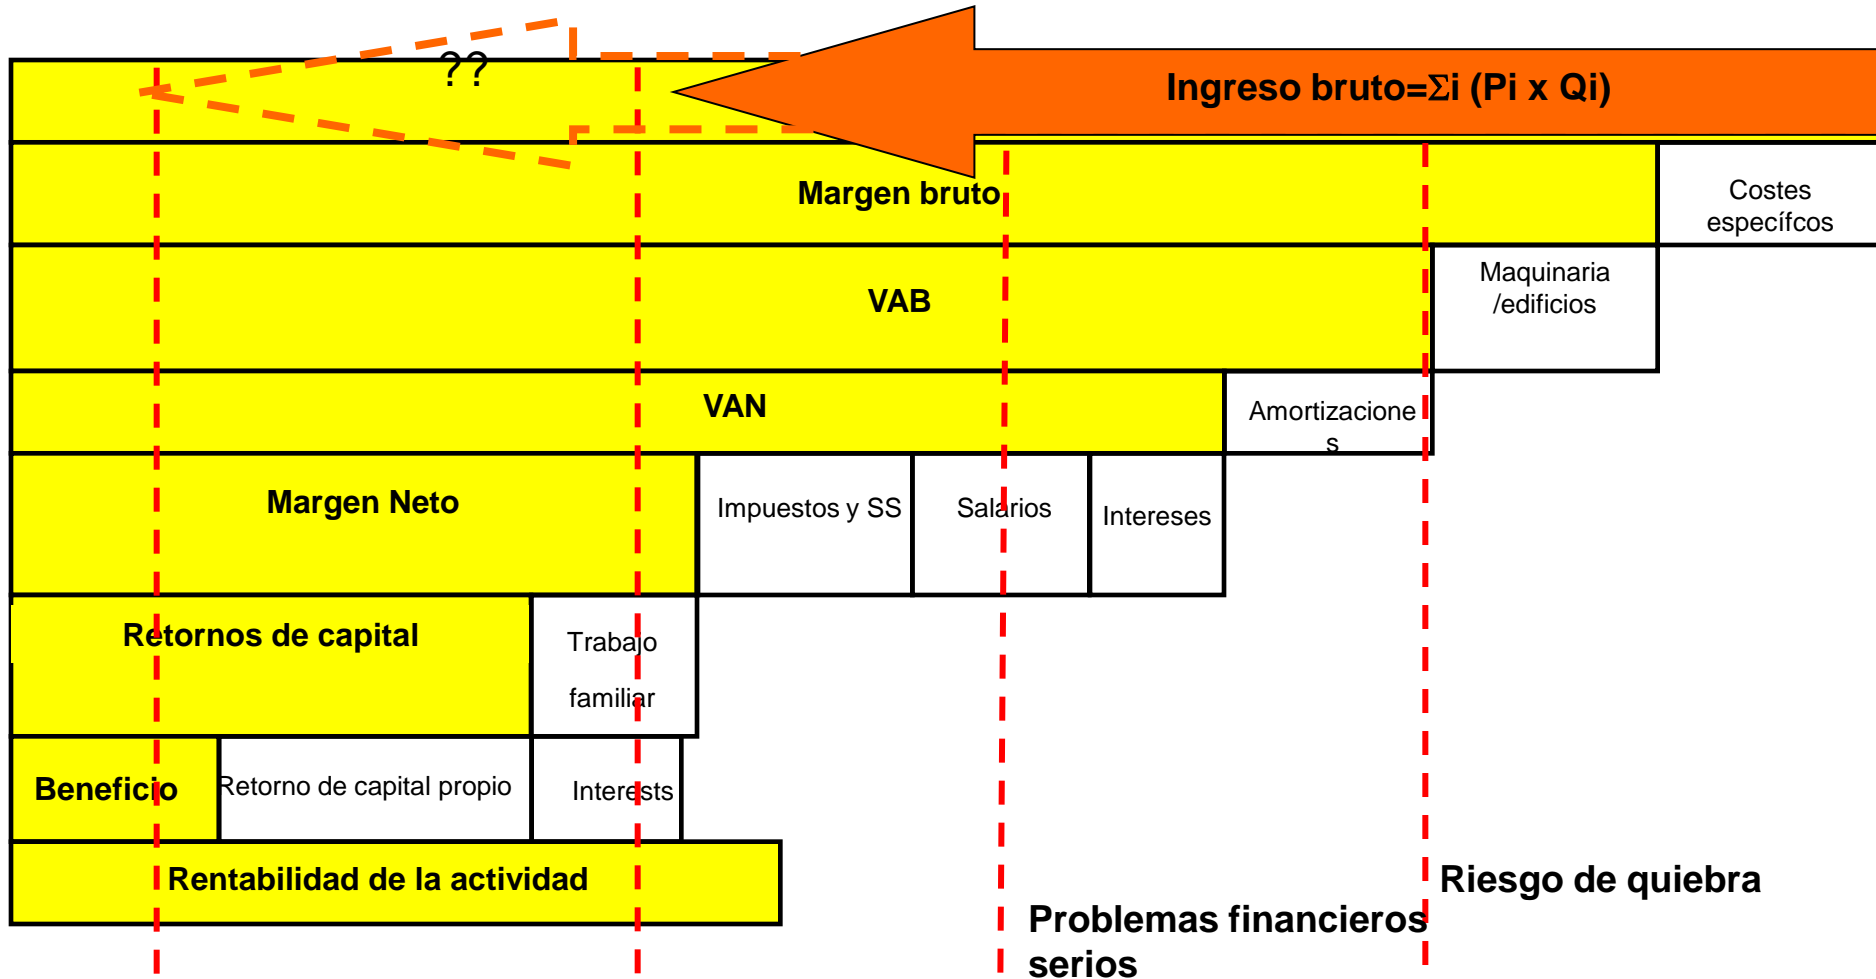 ??
Ingreso bruto=Σi (Pi x Qi)
Margen bruto
Costes
específcos
VAB
Maquinaria
/edificios
VAN
Amortizacione
s
Margen Neto
Impuestos y SS
Salarios
Intereses
Retornos de capital
Trabajo
familiar
Beneficio
Retorno de capital propio
Interests
Rentabilidad de la actividad
Riesgo de quiebra
Problemas financieros
serios